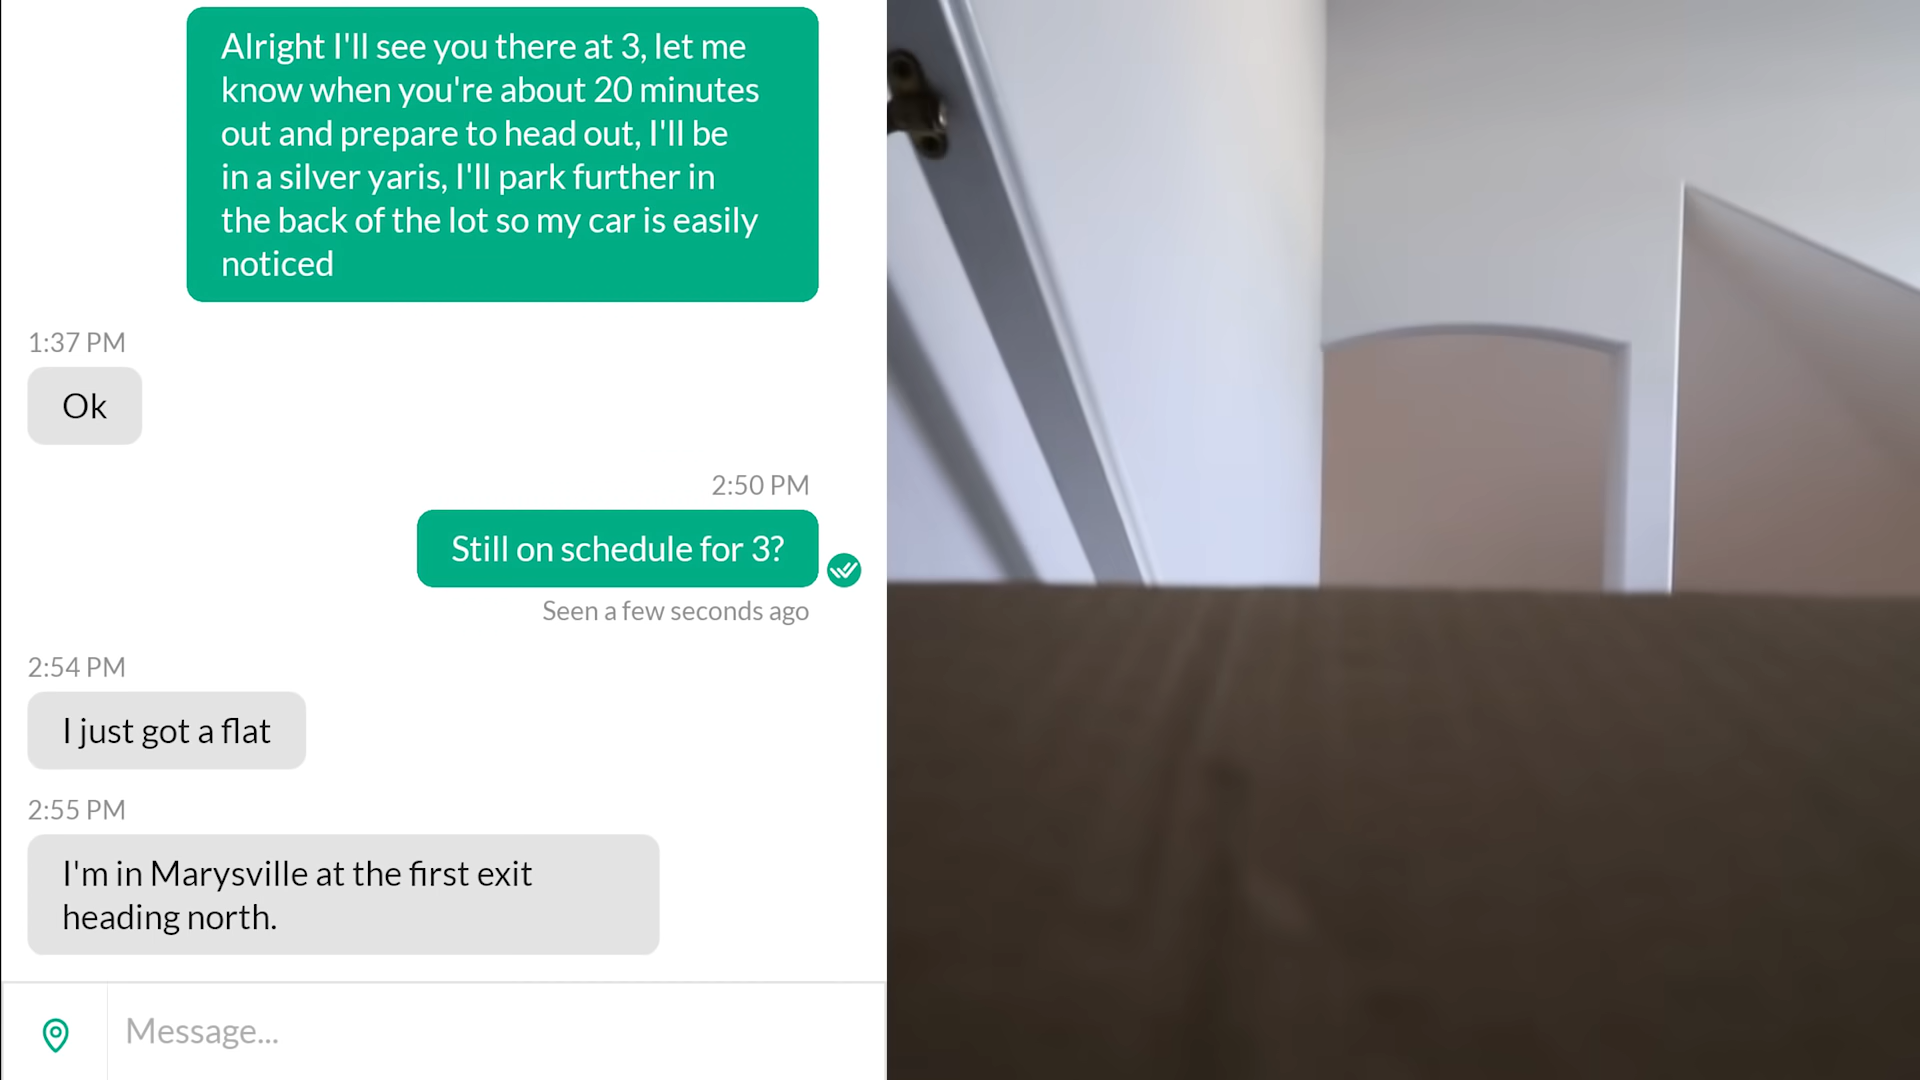 Alright I'll see you there at 3, let me
know when you're about 20 minutes
out and prepare to head out, I'll be
in a silver yaris, I'll park further in
the back of the lot so my car is easily
noticed
1:37 PM
Ok
2:50 PM
Still on schedule for 3?
Seen a few seconds ago
2:54 PM
I just got a flat
2:55 PM
I'm in Marysville at the first exit
heading north.
Message...